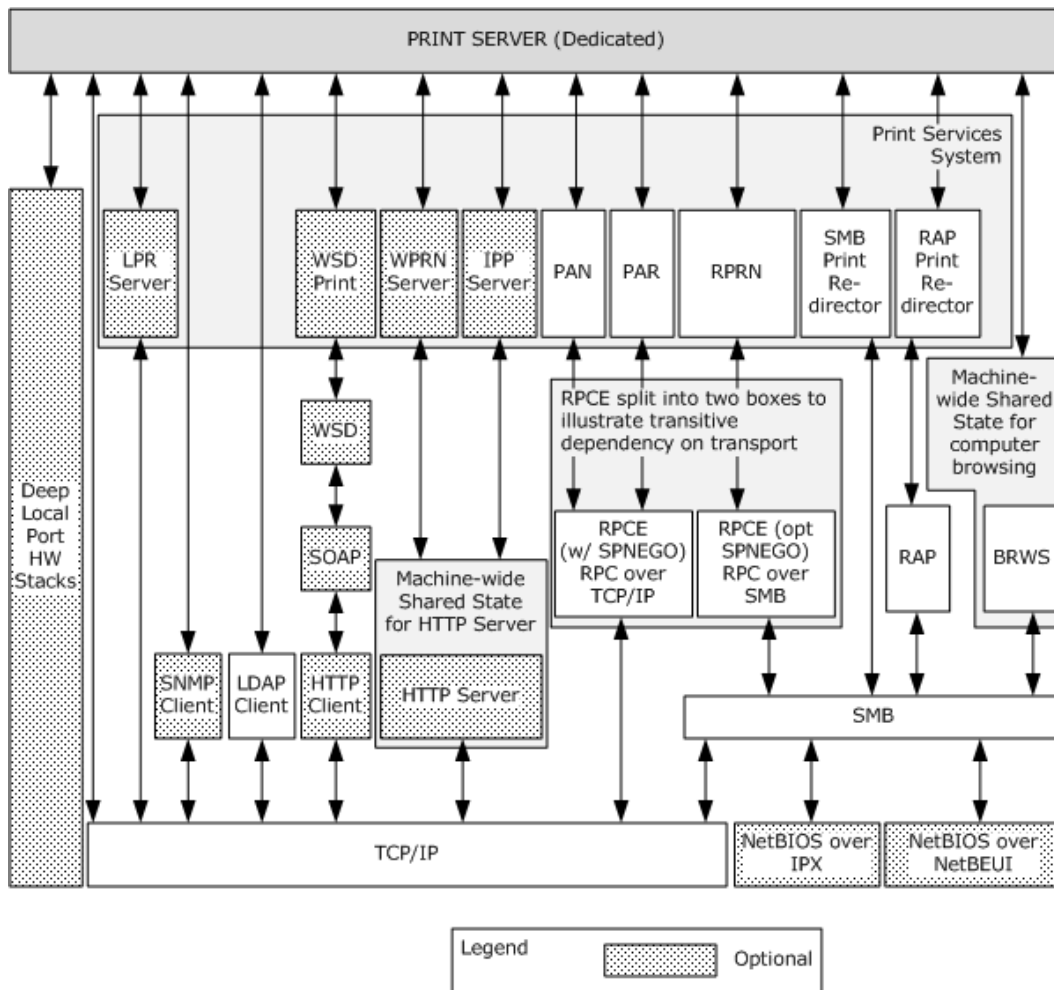 PRINT SERVER (Dedicated)
Print Services
System
LPR
Server
WSD
Print
WPRN
Server
IPP
Server
PAN
PAR
RPRN
SMB
Print
Re-
director
RAP
Print
Re-
director
Machine-
wide Shared
State for
computer
browsing
RPCE split into two boxes to
illustrate transitive
dependency on transport
WSD
Deep
Local
Port
HW
Stacks
SOAP
RPCE
(w/ SPNEGO)
RPC over
TCP/IP
RPCE (opt
SPNEGO)
RPC over
SMB
RAP
BRWS
Machine-wide
Shared State
for HTTP Server
SNMP
Client
LDAP
Client
HTTP
Client
HTTP Server
SMB
TCP/IP
NetBIOS over
IPX
NetBIOS over
NetBEUI
Legend
Optional